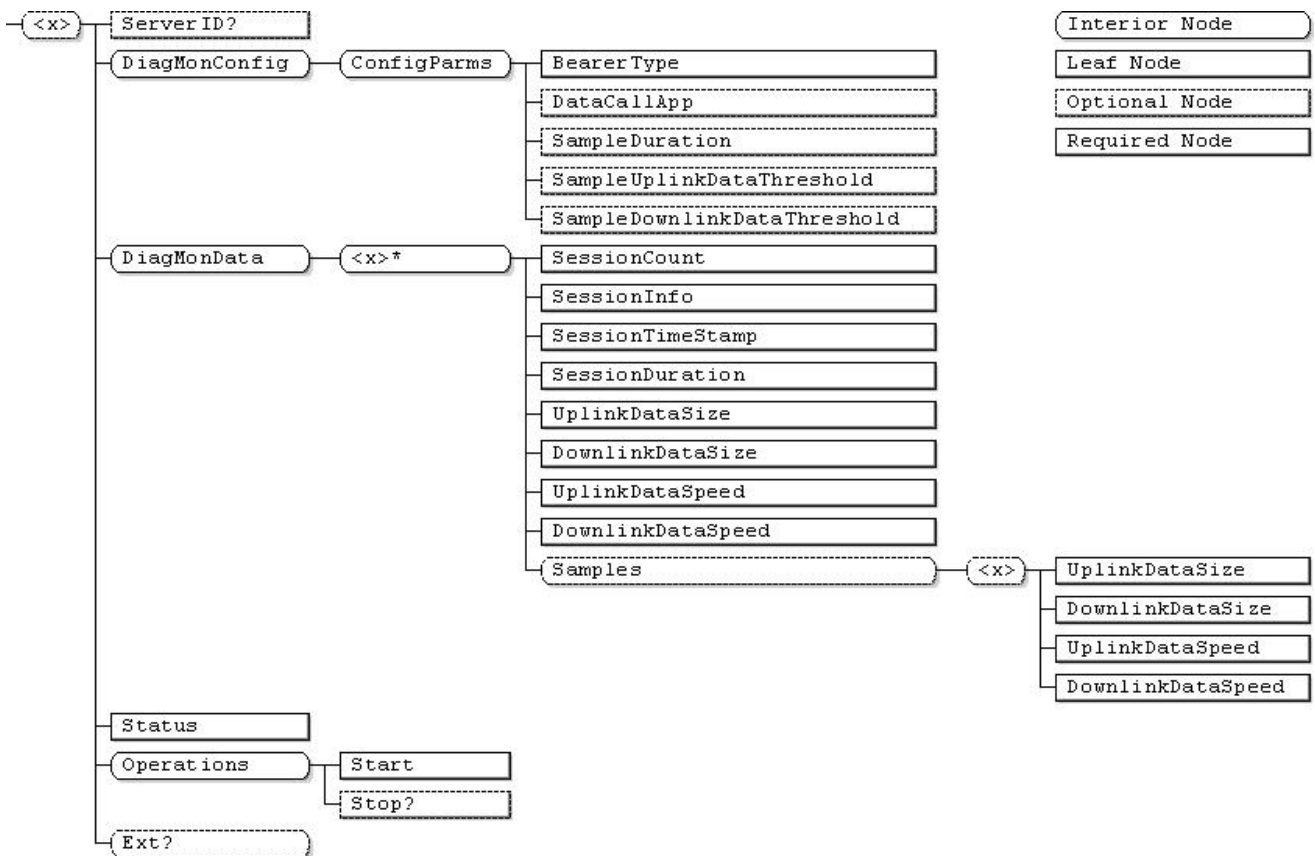 <x>
ServerID?
Interior Node
DiagMonConfig
ConfigParms
BearerType
Leaf Node
DataCallApp
Optional Node
SampleDuration
Required Node
SampleUplinkDataThreshold
SampleDownlinkDataThreshold
DiagMonData
<x>*
SessionCount
SessionInfo
SessionTimeStamp
SessionDuration
UplinkDataSize
DownlinkDataSize
UplinkDataSpeed
DownlinkDataSpeed
Samples
<x>
UplinkDataSize
DownlinkDataSize
UplinkDataSpeed
DownlinkDataSpeed
Status
Operations
Start
Stop?
Ext?